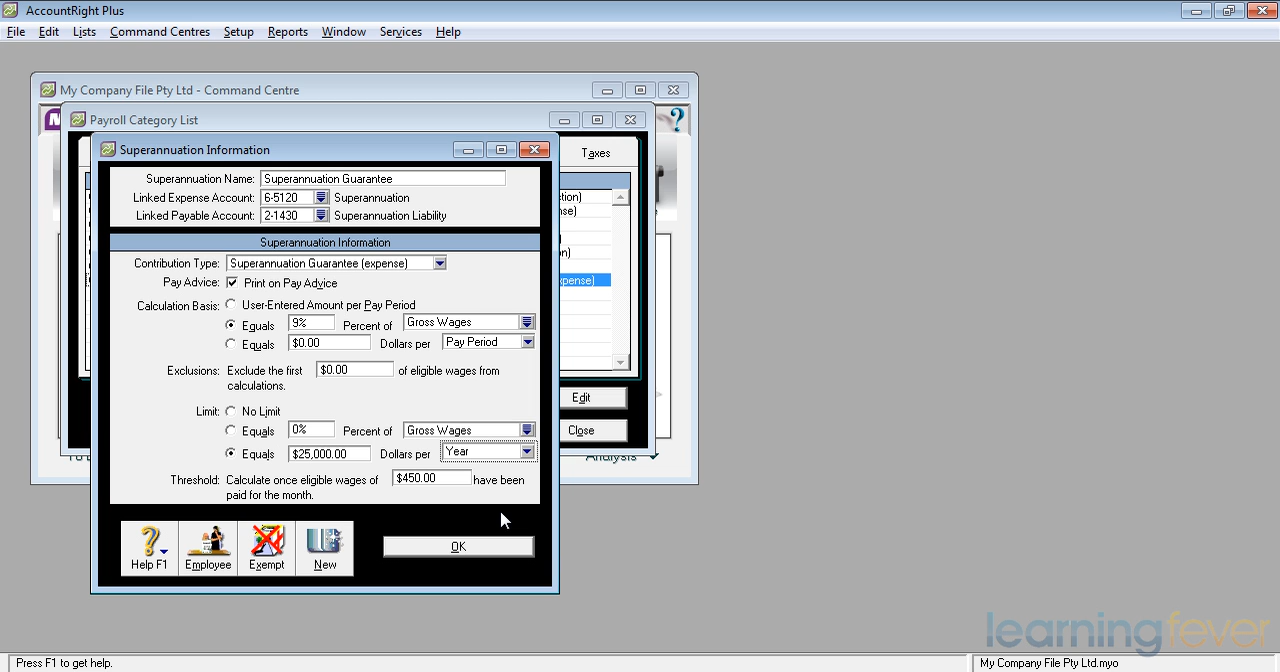 AccountRight Plus
File Edit Lists Command Centres Setup Reports Window Services Help
My Company File Pty Ltd - Command Centre
Payroll Category List
Superannuation Information
Taxes
Superannuation Name: Superannuation Guarantee
Linked Expense Account: 6-5120 Superannuation
Linked Payable Account: 2-1430 Superannuation Liability
Superannuation Information
Contribution Type: Superannuation Guarantee (expense)
Pay Advice: Print on Pay Advice
Calculation Basis: User-Entered Amount per Pay Period
Equals 9% Percent of Gross Wages
Equals $0.00 Dollars per Pay Period
Exclusions: Exclude the first $0.00 of eligible wages from
calculations.
Limit: No Limit
Equals 0% Percent of Gross Wages
Equals $25,000.00 Dollars per Year
Threshold: Calculate once eligible wages of $450.00 have been
paid for the month.
Edit
Close
Analysis
Help F1 Employee Exempt New
OK
learningfever
Press F1 to get help. My Company File Pty Ltd.myo